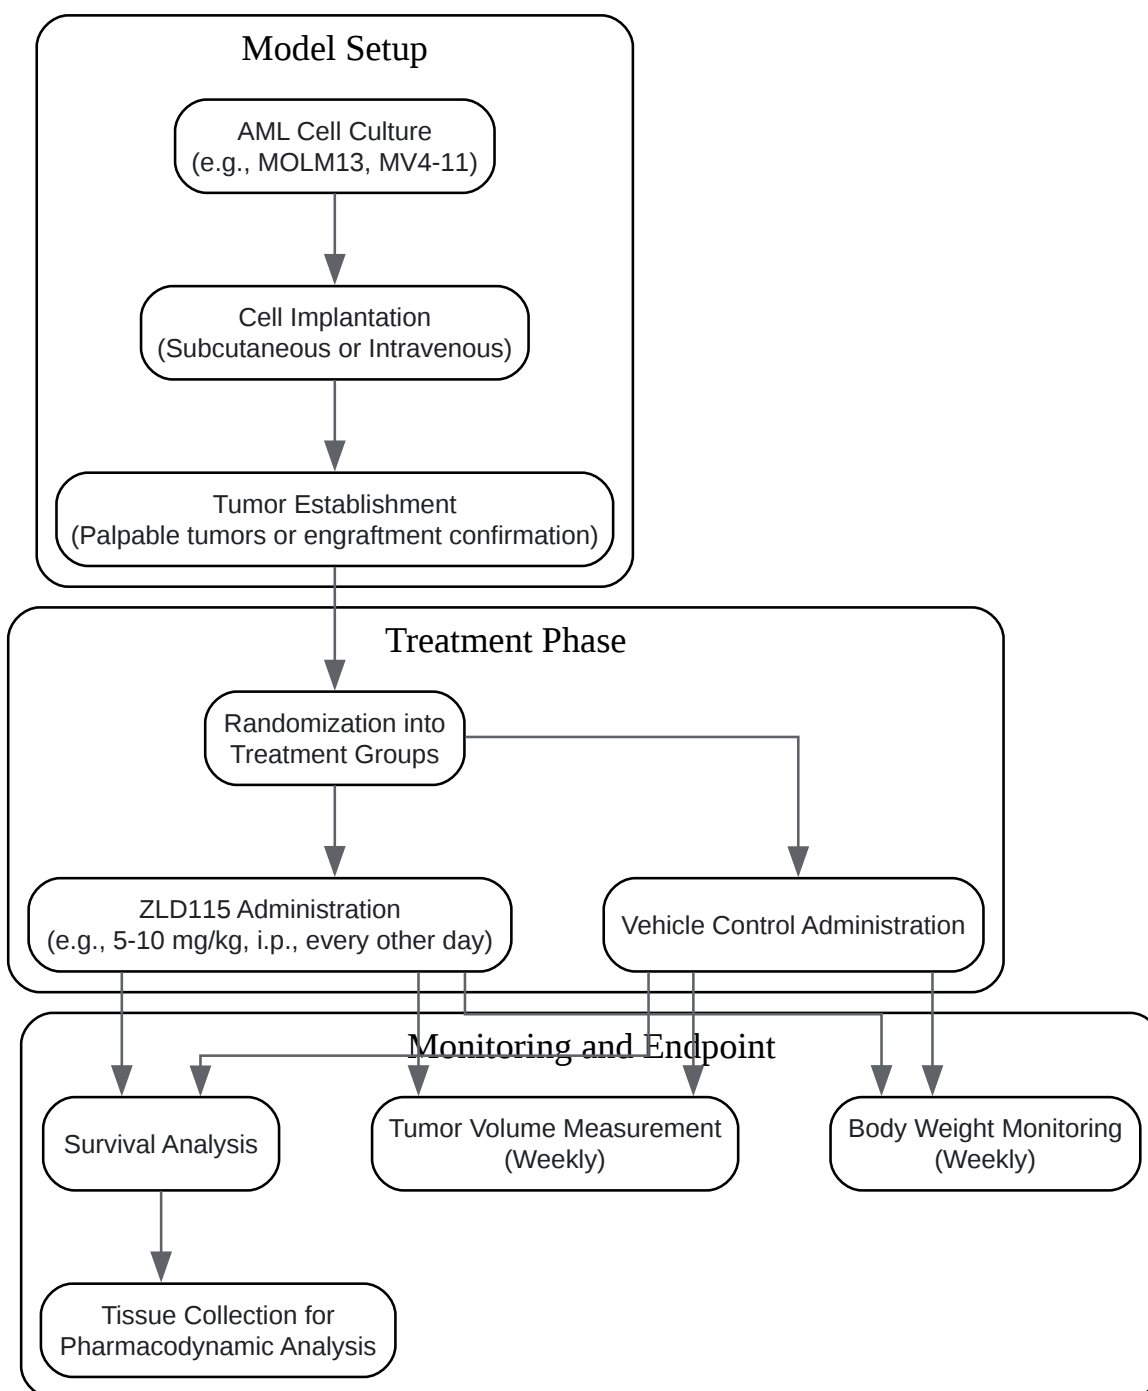 Model Setup
AML Cell Culture
(e.g., MOLM13, MV4-11)
Cell Implantation
(Subcutaneous or Intravenous)
Tumor Establishment
(Palpable tumors or engraftment confirmation)
Treatment Phase
Randomization into
Treatment Groups
ZLD115 Administration
(e.g., 5-10 mg/kg, i.p., every other day)
Vehicle Control Administration
Monitoring and Endpoint
Survival Analysis
Tumor Volume Measurement
(Weekly)
Body Weight Monitoring
(Weekly)
Tissue Collection for
Pharmacodynamic Analysis